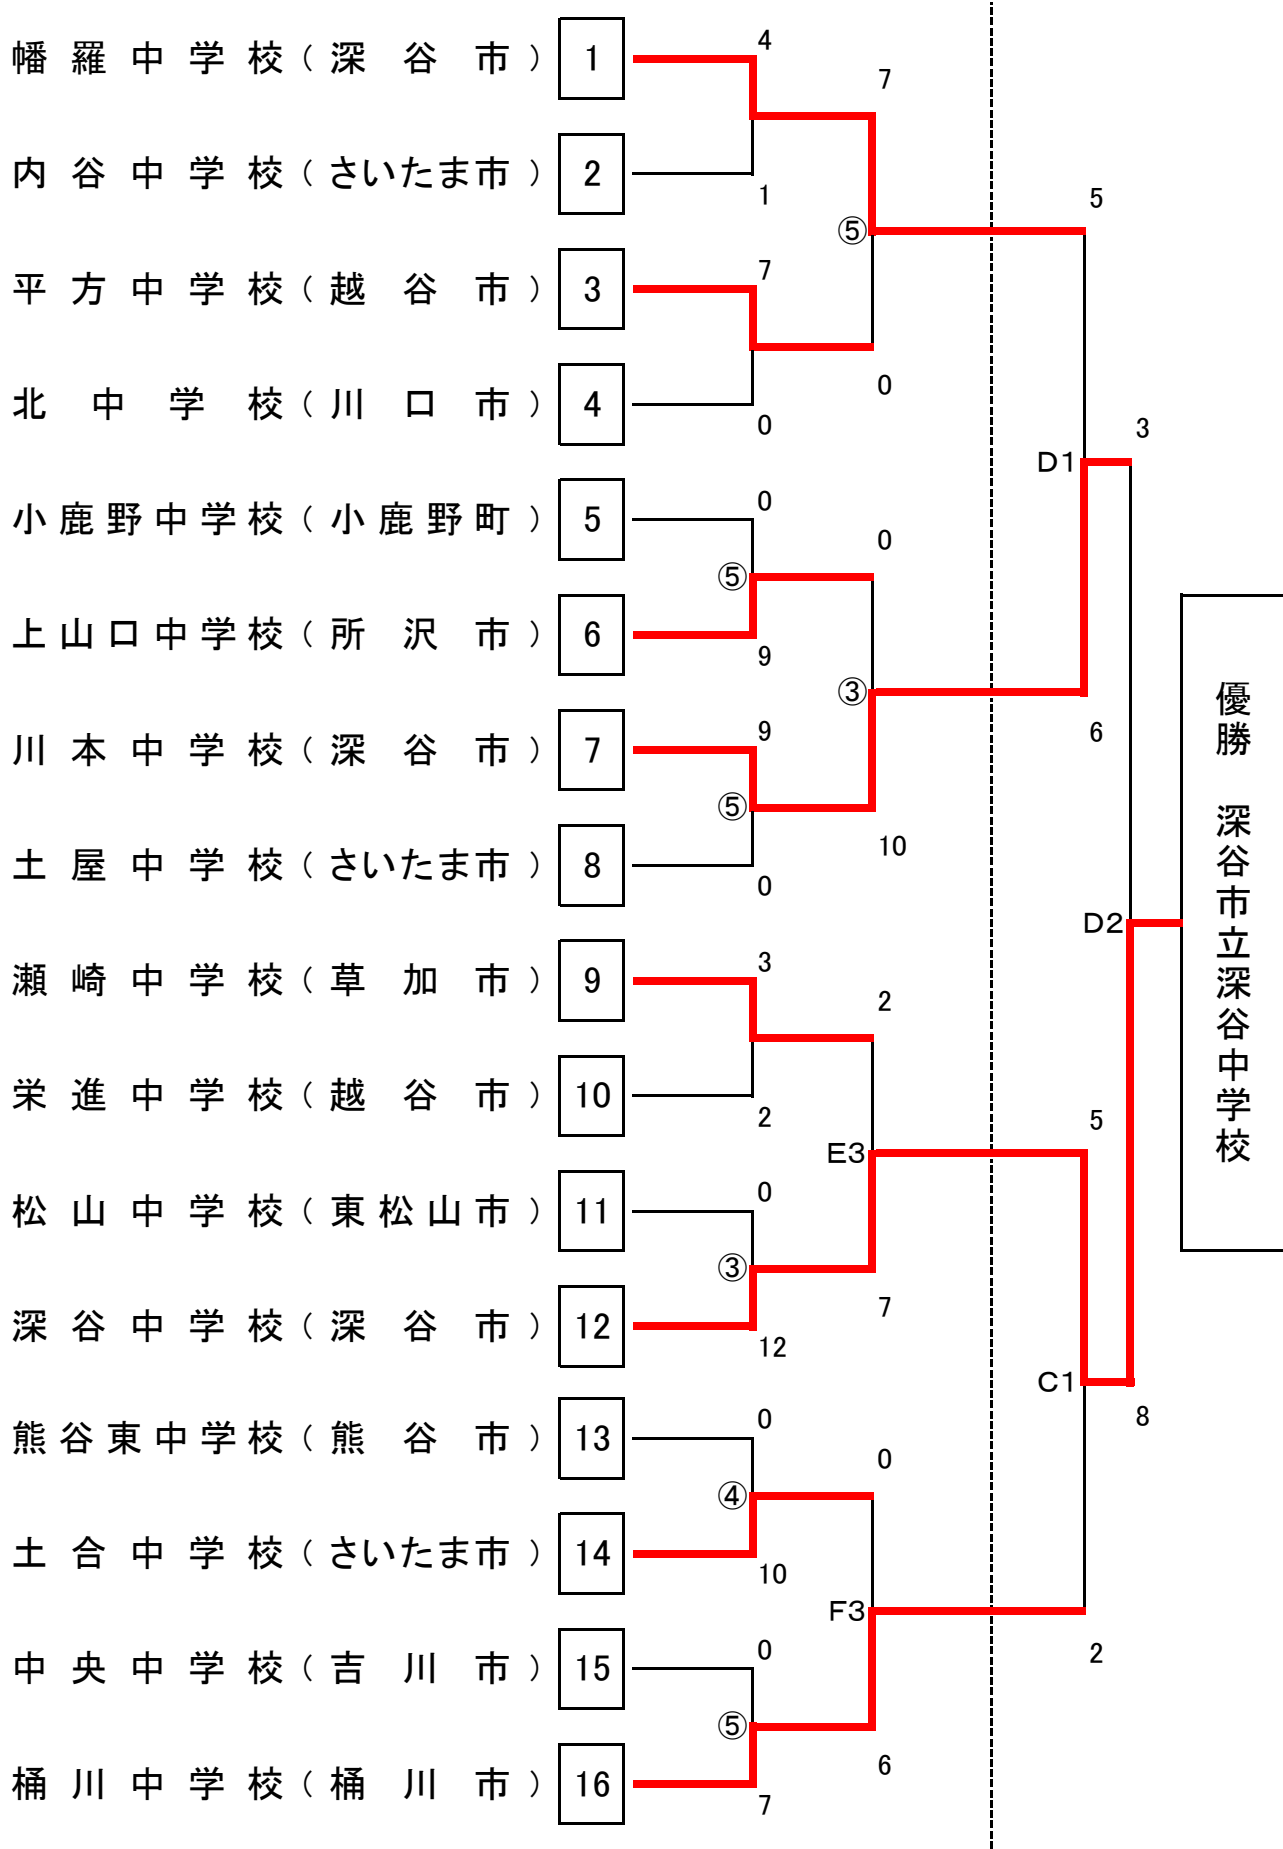 幡羅中学校（深谷市） 1
内谷中学校（さいたま市） 2
平方中学校（越谷市） 3
北中学校（川口市） 4
小鹿野中学校（小鹿野町） 5
上山口中学校（所沢市） 6
川本中学校（深谷市） 7
土屋中学校（さいたま市） 8
瀬崎中学校（草加市） 9
栄進中学校（越谷市） 10
松山中学校（東松山市） 11
深谷中学校（深谷市） 12
熊谷東中学校（熊谷市） 13
土合中学校（さいたま市） 14
中央中学校（吉川市） 15
桶川中学校（桶川市） 16
4
1
7
0
0
⑤
9
9
⑤
0
3
2
0
③
12
0
④
10
0
⑤
7
7
⑤
0
0
③
10
2
E3
7
0
F3
6
5
D1
6
5
C1
2
3
D2
8
優勝　深谷市立深谷中学校